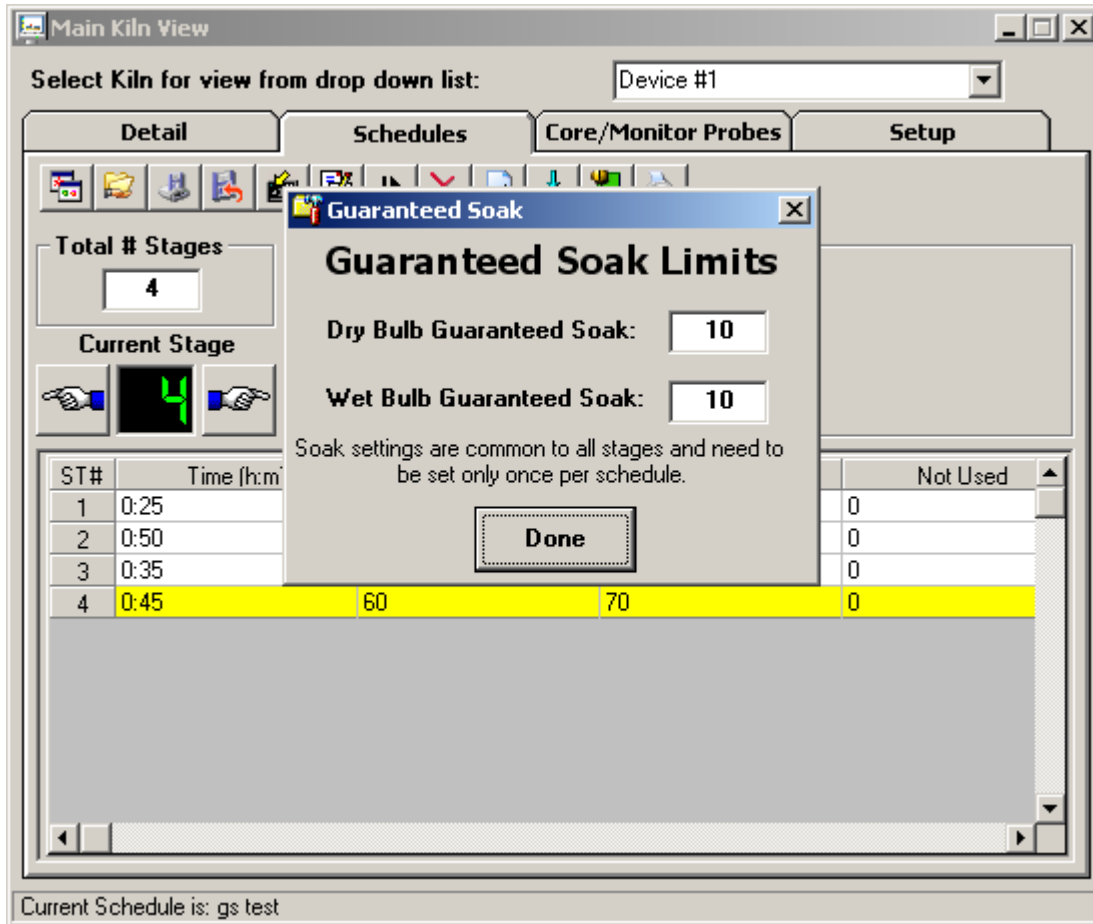 Main Kiln View
Select Kiln for view from drop down list: Device #1
Detail Schedules Core/Monitor Probes Setup
Guaranteed Soak
Total # Stages
4
Guaranteed Soak Limits
Dry Bulb Guaranteed Soak: 10
Current Stage
4
Wet Bulb Guaranteed Soak: 10
Soak settings are common to all stages and need to
be set only once per schedule.
Done
ST# Time (h:m Not Used
1 0:25 0
2 0:50 0
3 0:35 0
4 0:45 60 70 0
Current Schedule is: gs test